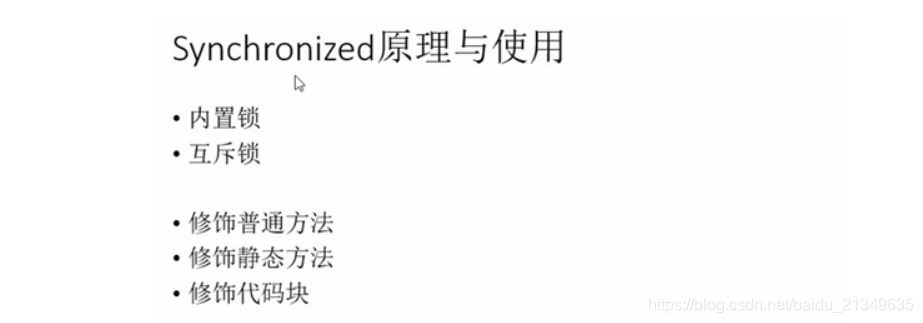 Synchronized原理与使用
• 内置锁
• 互斥锁
• 修饰普通方法
• 修饰静态方法
• 修饰代码块
https://blog.csdn.net/baidu_21349635